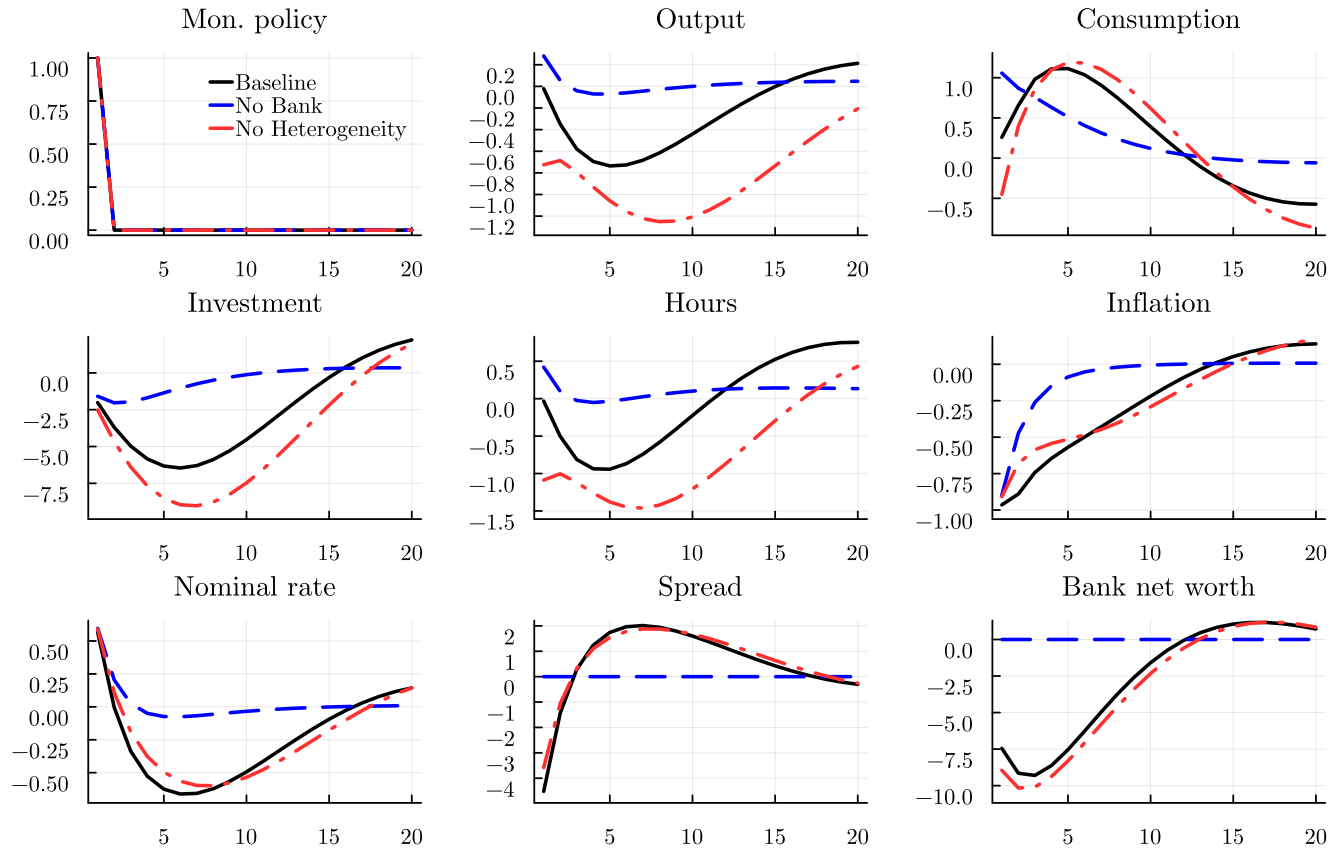 Mon. policy
1.00
0.75
0.50
0.25
0.00
Baseline
No Bank
No Heterogeneity
5 10 15 20
Output
0.2
0.0
−0.2
−0.4
−0.6
−0.8
−1.0
−1.2
5 10 15 20
Consumption
1.0
0.5
0.0
−0.5
5 10 15 20
Investment
0.0
−2.5
−5.0
−7.5
5 10 15 20
Hours
0.5
0.0
−0.5
−1.0
−1.5
5 10 15 20
Inflation
0.00
−0.25
−0.50
−0.75
−1.00
5 10 15 20
Nominal rate
0.50
0.25
0.00
−0.25
−0.50
5 10 15 20
Spread
2
1
0
−1
−2
−3
−4
5 10 15 20
Bank net worth
0.0
−2.5
−5.0
−7.5
−10.0
5 10 15 20